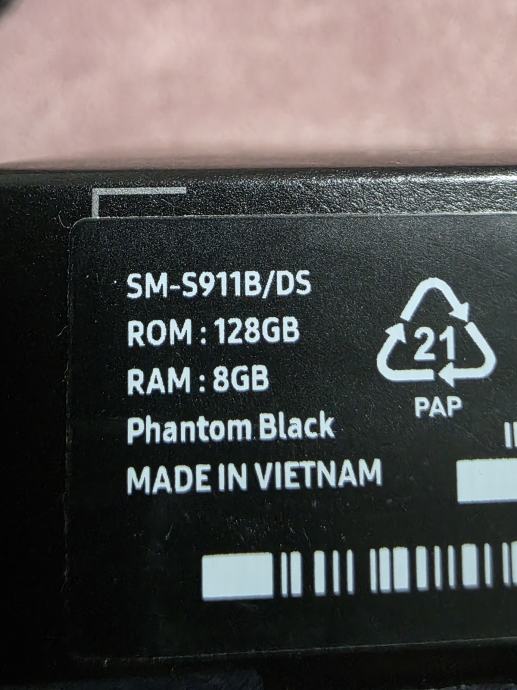 SM-S911B/DS
ROM : 128GB
RAM : 8GB
Phantom Black
MADE IN VIETNAM
21
PAP